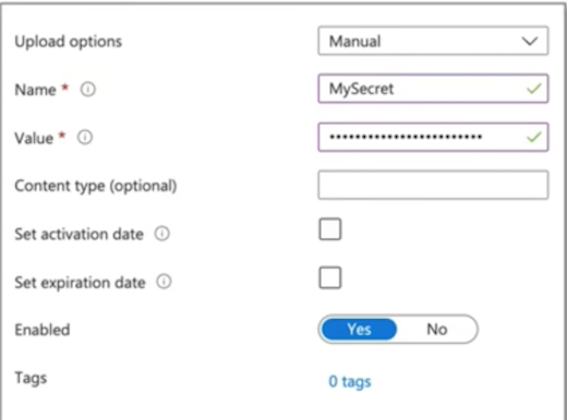 Upload options Manual
Name * MySecret
Value * ••••••••••••••••••••••••
Content type (optional)
Set activation date
Set expiration date
Enabled Yes No
Tags 0 tags